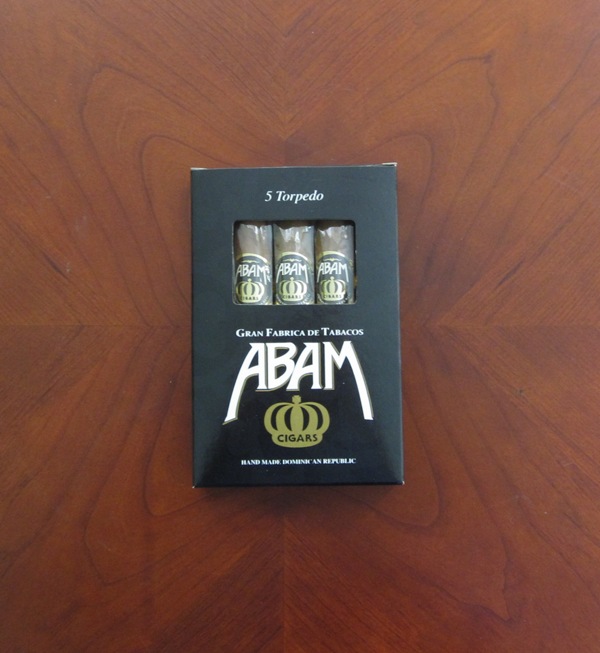 5 Torpedo
ABAM ABAM ABAM
CIGARS CIGARS CIGARS
GRAN FABRICA DE TABACOS
ABAM
CIGARS
HAND MADE DOMINICAN REPUBLIC